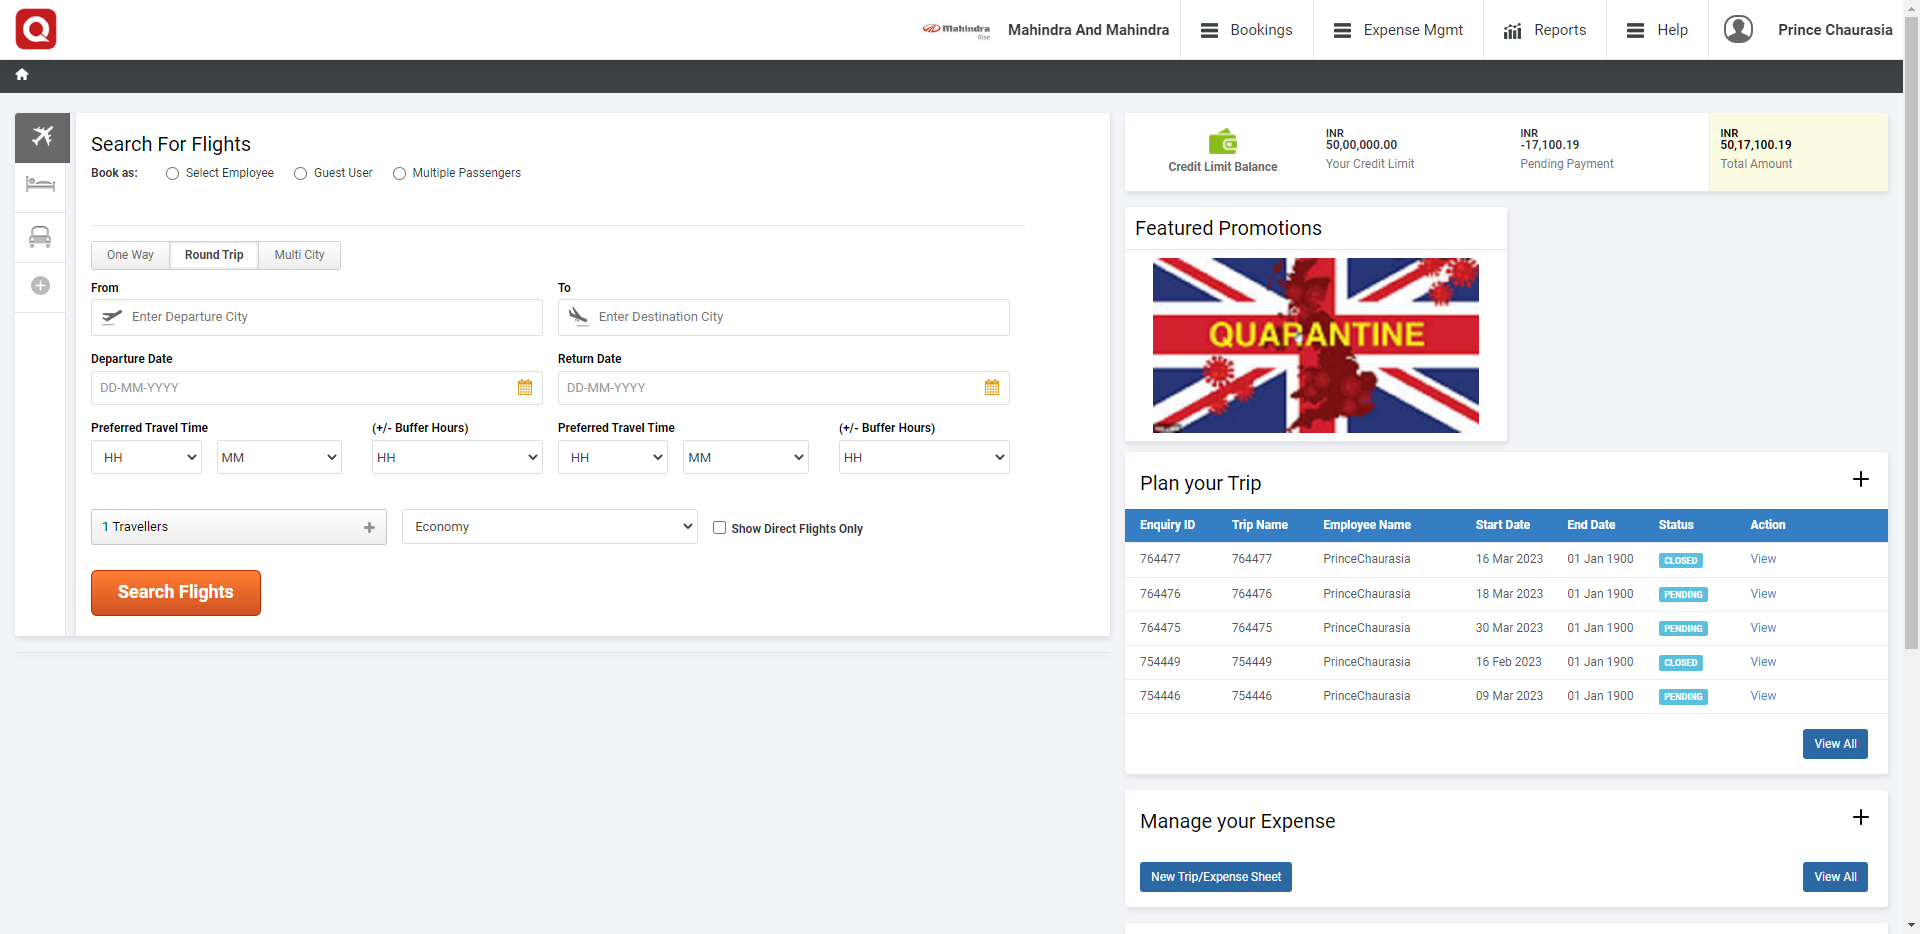 Q
Mahindra
Rise
Mahindra And Mahindra
Bookings
Expense Mgmt
Reports
Help
Prince Chaurasia
Search For Flights
Book as:
Select Employee
Guest User
Multiple Passengers
One Way
Round Trip
Multi City
From
To
Enter Departure City
Enter Destination City
Departure Date
Return Date
DD-MM-YYYY
DD-MM-YYYY
Preferred Travel Time
(+/- Buffer Hours)
Preferred Travel Time
(+/- Buffer Hours)
HH
MM
HH
HH
MM
HH
1 Travellers
Economy
Show Direct Flights Only
Search Flights
Credit Limit Balance
INR
50,00,000.00
Your Credit Limit
INR
-17,100.19
Pending Payment
INR
50,17,100.19
Total Amount
Featured Promotions
QUARANTINE
Plan your Trip
Enquiry ID Trip Name Employee Name Start Date End Date Status Action
764477 764477 PrinceChaurasia 16 Mar 2023 01 Jan 1900 CLOSED View
764476 764476 PrinceChaurasia 18 Mar 2023 01 Jan 1900 PENDING View
764475 764475 PrinceChaurasia 30 Mar 2023 01 Jan 1900 PENDING View
754449 754449 PrinceChaurasia 16 Feb 2023 01 Jan 1900 CLOSED View
754446 754446 PrinceChaurasia 09 Mar 2023 01 Jan 1900 PENDING View
View All
Manage your Expense
New Trip/Expense Sheet
View All